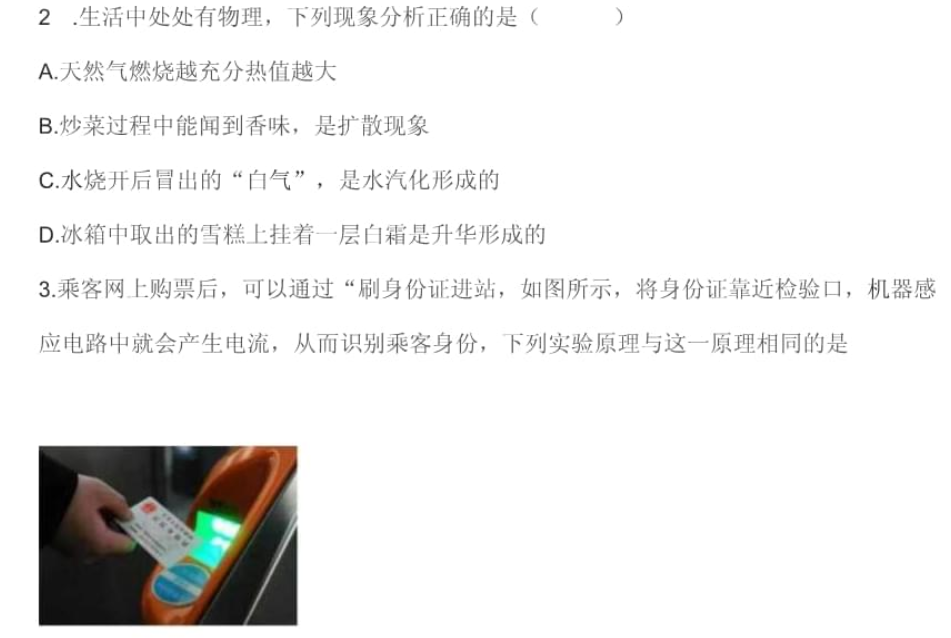 2 .生活中处处有物理，下列现象分析正确的是（ ）
A.天然气燃烧越充分热值越大
B.炒菜过程中能闻到香味，是扩散现象
C.水烧开后冒出的“白气”，是水汽化形成的
D.冰箱中取出的雪糕上挂着一层白霜是升华形成的
3.乘客网上购票后，可以通过“刷身份证进站，如图所示，将身份证靠近检验口，机器感
应电路中就会产生电流，从而识别乘客身份，下列实验原理与这一原理相同的是